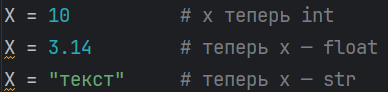 X = 10 # x теперь int
X = 3.14 # теперь x — float
X = "текст" # теперь x — str